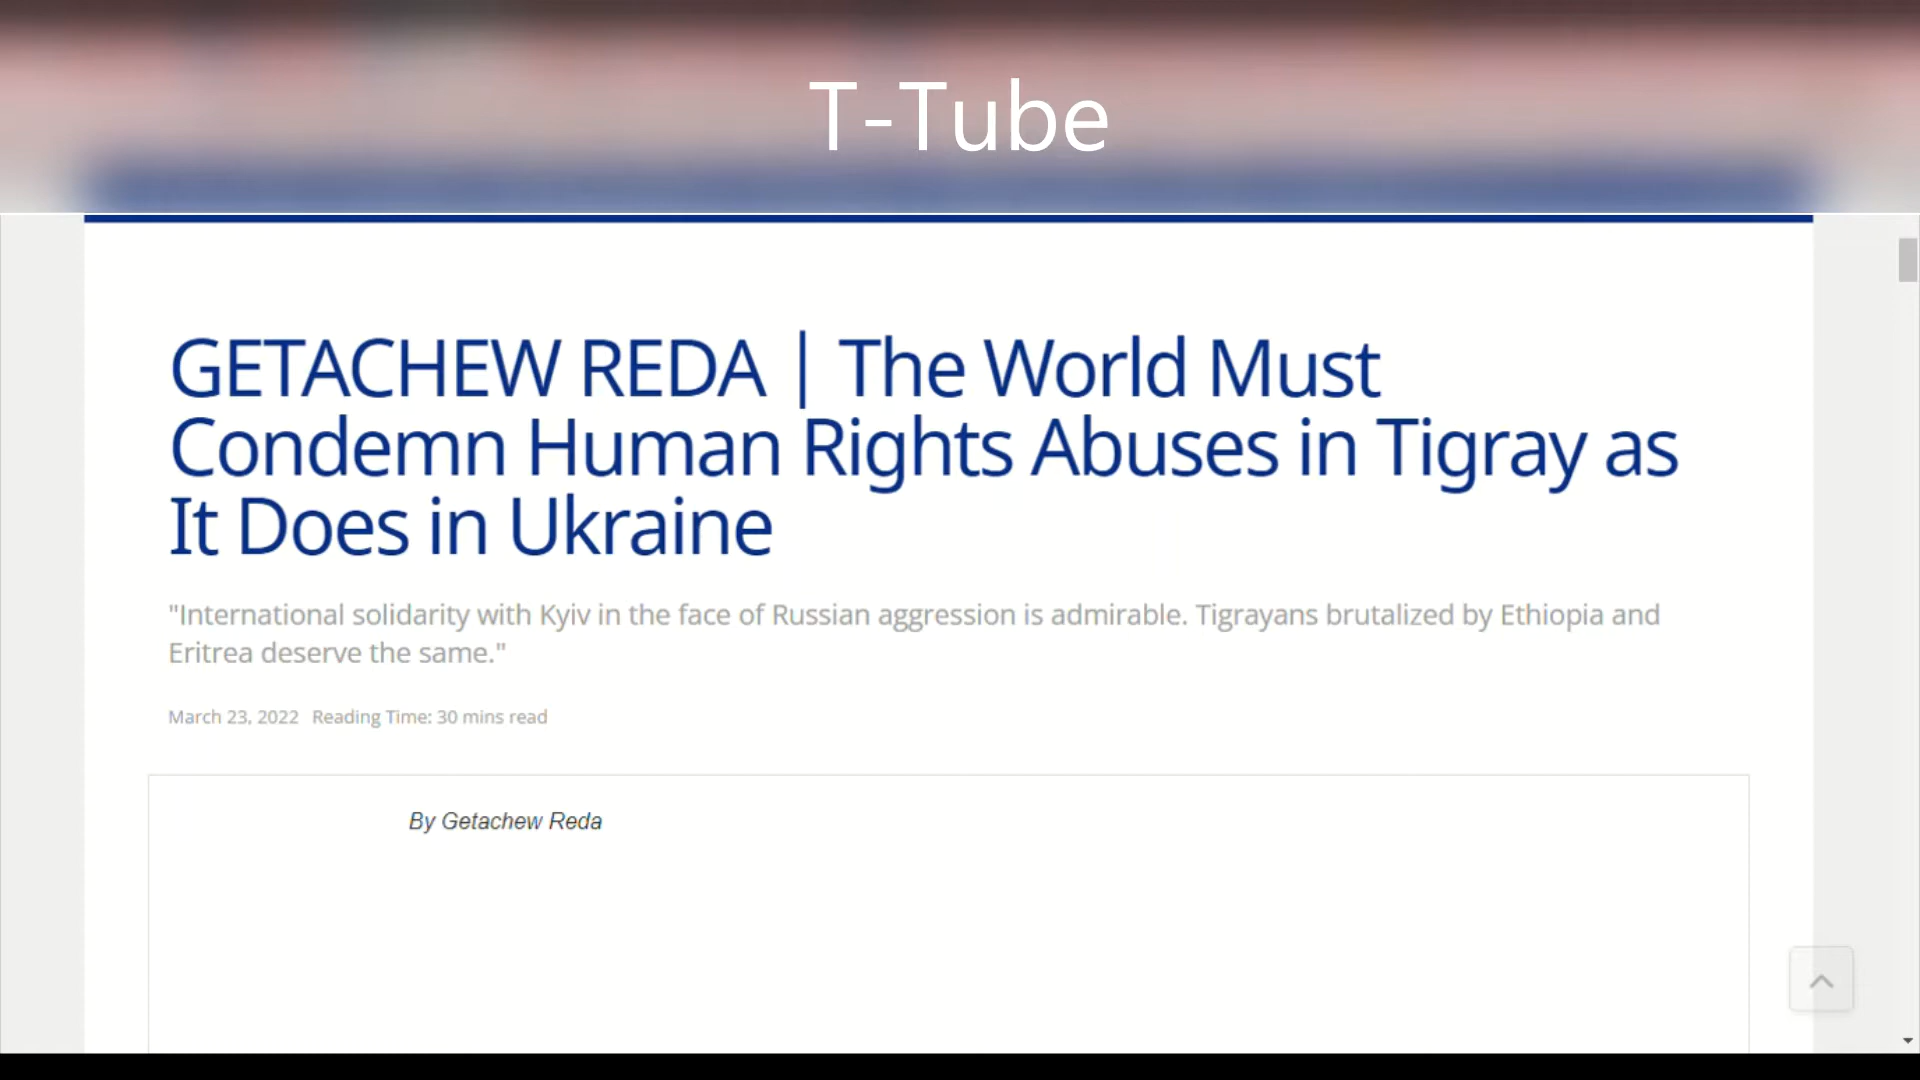 T-Tube
GETACHEW REDA | The World Must
Condemn Human Rights Abuses in Tigray as
It Does in Ukraine
"International solidarity with Kyiv in the face of Russian aggression is admirable. Tigrayans brutalized by Ethiopia and
Eritrea deserve the same."
March 23, 2022 Reading Time: 30 mins read
By Getachew Reda